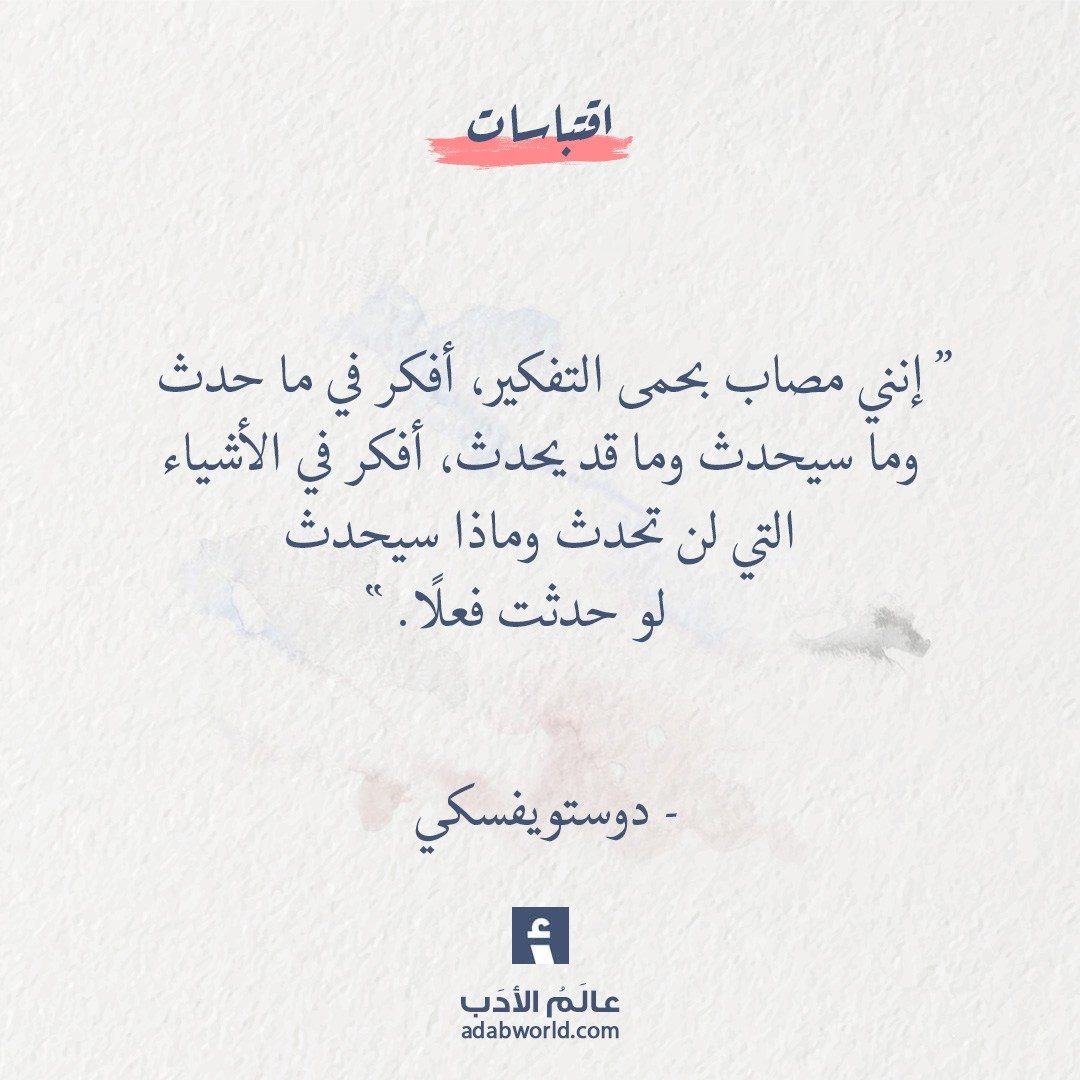 اقتباسات
” إنني مصاب بحمى التفكير، أفكر في ما حدث
وما سيحدث وما قد يحدث، أفكر في الأشياء
التي لن تحدث وماذا سيحدث
لو حدثت فعلًا. “
- دوستويفسكي
أ
عالَمُ الأدَب
adabworld.com